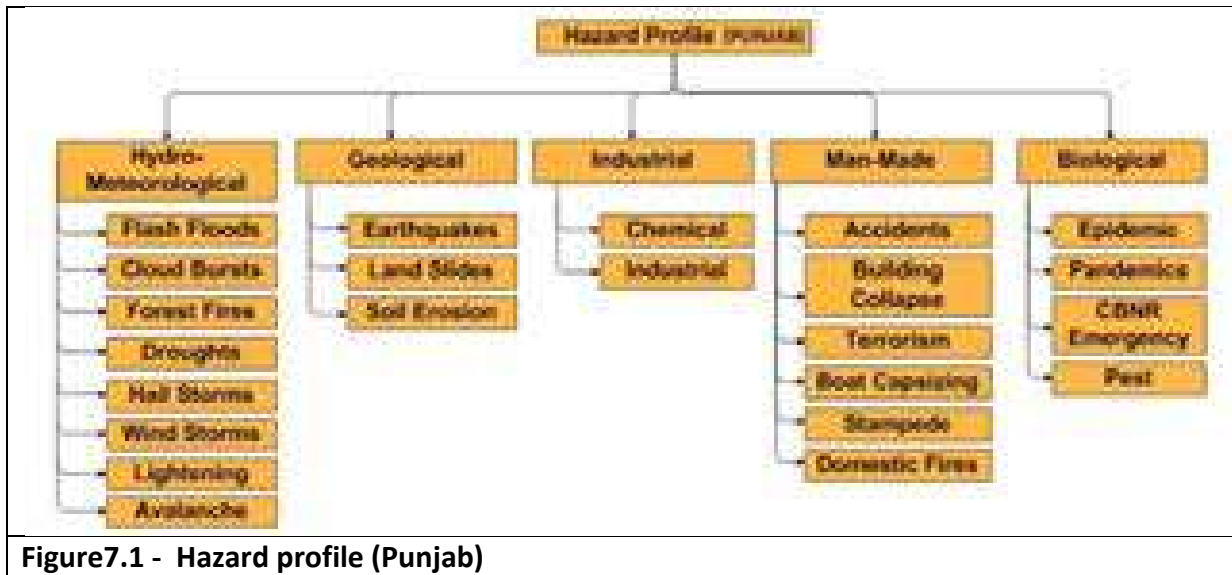 Hazard Profile (PUNJAB)
Hydro-
Meteorological
Flash Floods
Cloud Bursts
Forest Fires
Droughts
Hail Storms
Wind Storms
Lightening
Avalanche
Geological
Earthquakes
Land Slides
Soil Erosion
Industrial
Chemical
Industrial
Man-Made
Accidents
Building
Collapse
Terrorism
Boat Capsizing
Stampede
Domestic Fires
Biological
Epidemic
Pandemics
CBNR
Emergency
Pest
Figure7.1 - Hazard profile (Punjab)